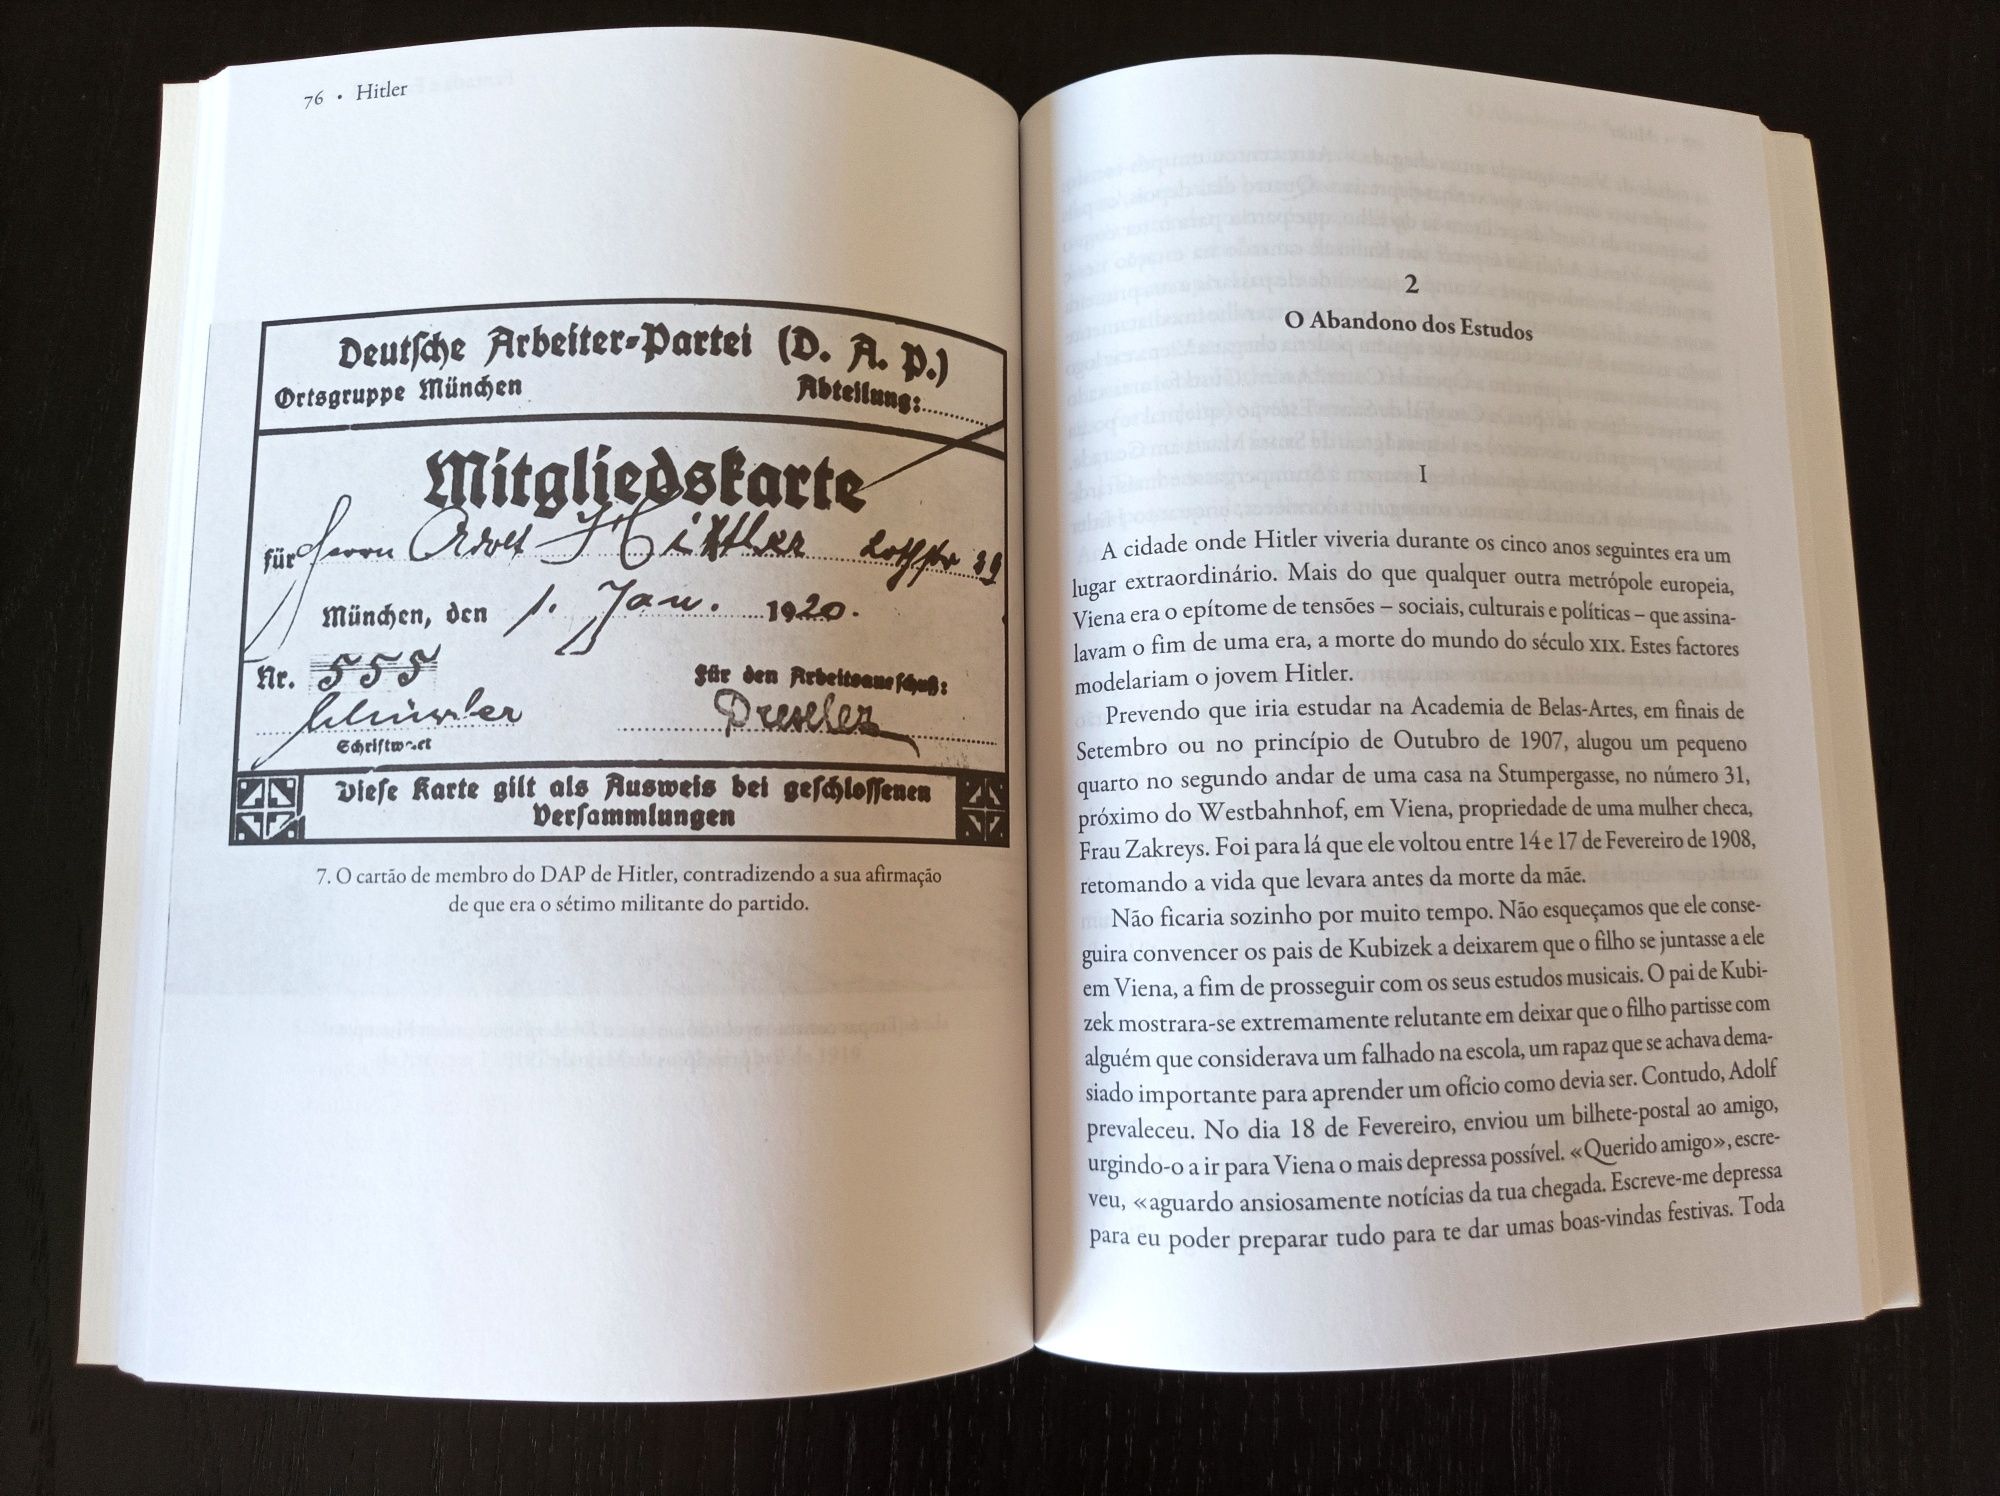 76 • Hitler
Deutsche Arbeiter-Partei (D. A. P.)
Ortsgruppe München
Abteilung:
Mitgliedskarte
für Herrn Adolf Hittler Lothstr 29
München, den 1. Jan. 1920.
Nr. 555
Für den Arbeitsausschuß:
Schüssler
Drexler
Schriftwart
Diese Karte gilt als Ausweis bei geschlossenen
Versammlungen
7. O cartão de membro do DAP de Hitler, contradizendo a sua afirmação
de que era o sétimo militante do partido.
2
O Abandono dos Estudos
I
A cidade onde Hitler viveria durante os cinco anos seguintes era um
lugar extraordinário. Mais do que qualquer outra metrópole europeia,
Viena era o epítome de tensões – sociais, culturais e políticas – que assina-
lavam o fim de uma era, a morte do mundo do século XIX. Estes factores
modelariam o jovem Hitler.
Prevendo que iria estudar na Academia de Belas-Artes, em finais de
Setembro ou no princípio de Outubro de 1907, alugou um pequeno
quarto no segundo andar de uma casa na Stumpergasse, no número 31,
próximo do Westbahnhof, em Viena, propriedade de uma mulher checa,
Frau Zakreys. Foi para lá que ele voltou entre 14 e 17 de Fevereiro de 1908,
retomando a vida que levara antes da morte da mãe.
Não ficaria sozinho por muito tempo. Não esqueçamos que ele conse-
guira convencer os pais de Kubizek a deixarem que o filho se juntasse a ele
em Viena, a fim de prosseguir com os seus estudos musicais. O pai de Kubi-
zek mostrara-se extremamente relutante em deixar que o filho partisse com
alguém que considerava um falhado na escola, um rapaz que se achava dema-
siado importante para aprender um ofício como devia ser. Contudo, Adolf
prevaleceu. No dia 18 de Fevereiro, enviou um bilhete-postal ao amigo,
urgindo-o a ir para Viena o mais depressa possível. «Querido amigo», escre-
veu, «aguardo ansiosamente notícias da tua chegada. Escreve-me depressa
para eu poder preparar tudo para te dar umas boas-vindas festivas. Toda